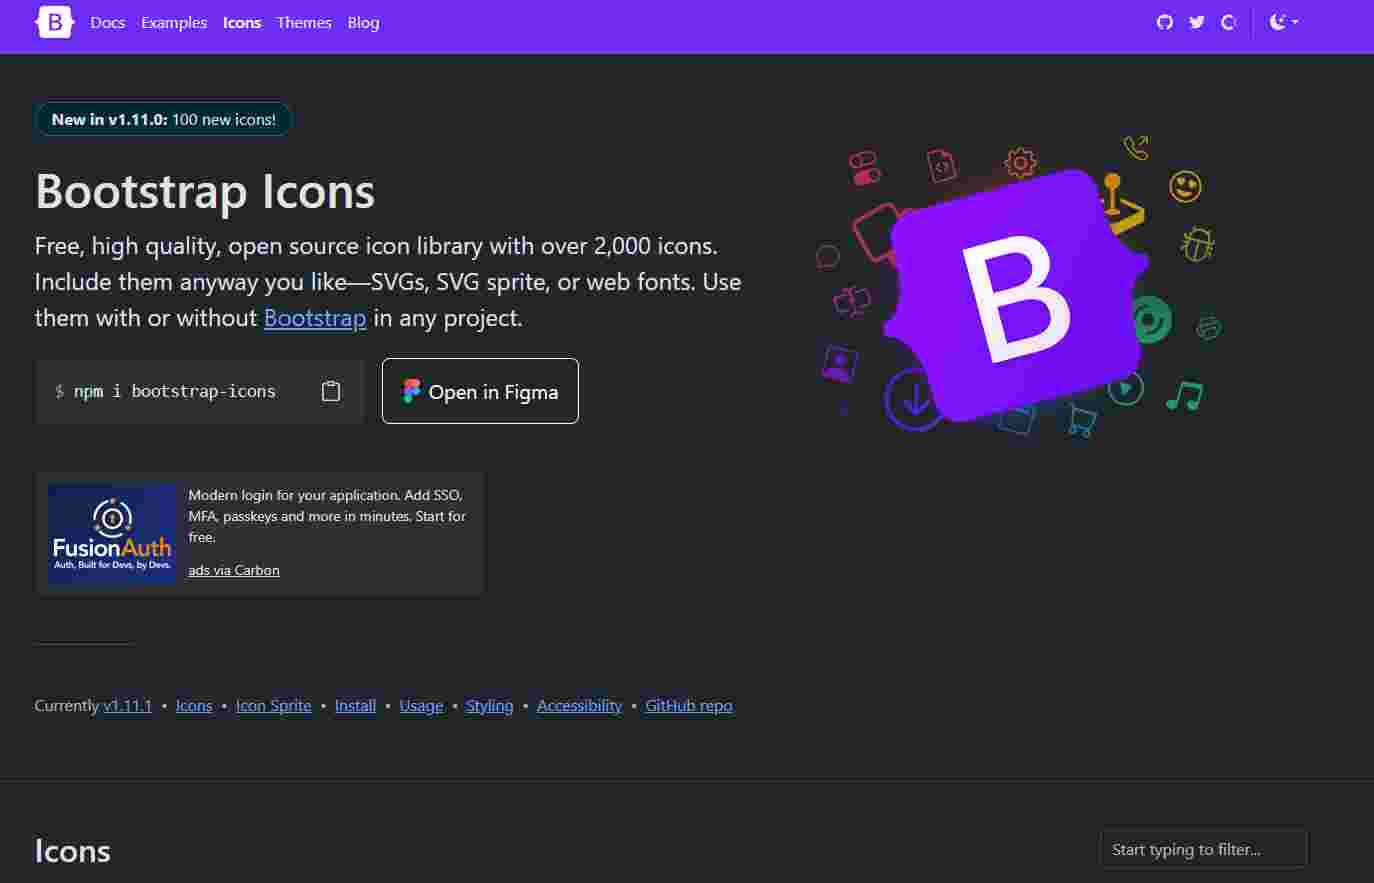 B Docs Examples Icons Themes Blog
New in v1.11.0: 100 new icons!
Bootstrap Icons
Free, high quality, open source icon library with over 2,000 icons.
Include them anyway you like—SVGs, SVG sprite, or web fonts. Use
them with or without Bootstrap in any project.
$ npm i bootstrap-icons
Open in Figma
B
Modern login for your application. Add SSO,
MFA, passkeys and more in minutes. Start for
free.
ads via Carbon
FusionAuth
Auth, Built for Devs, by Devs.
Currently v1.11.1 • Icons • Icon Sprite • Install • Usage • Styling • Accessibility • GitHub repo
Icons
Start typing to filter...